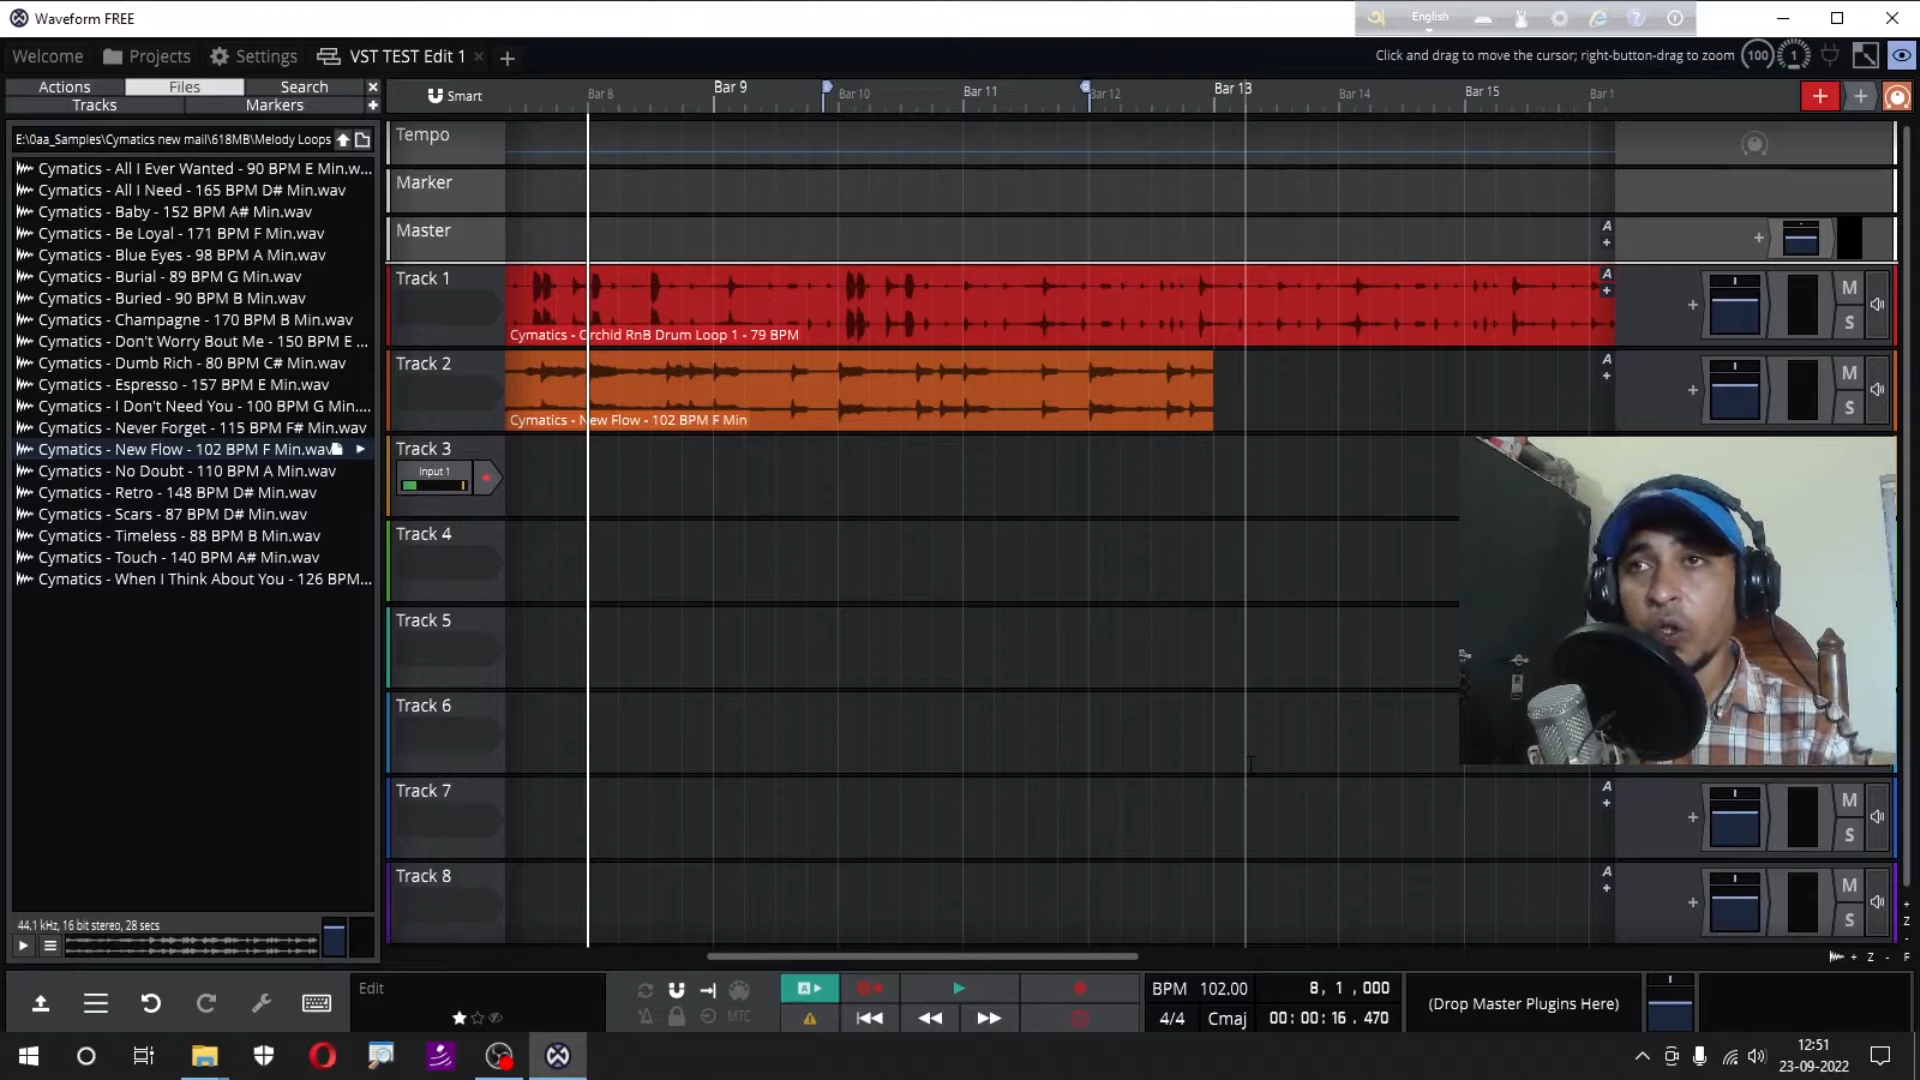 Waveform FREE
English
Welcome
Projects
Settings
VST TEST Edit 1
Click and drag to move the cursor; right-button-drag to zoom
100
1
Actions
Files
Search
Tracks
Markers
Smart
Bar 8
Bar 9
Bar 10
Bar 11
Bar 12
Bar 13
Bar 14
Bar 15
Bar 1
E:\0aa_Samples\Cymatics new mail\618MB\Melody Loops
Cymatics - All I Ever Wanted - 90 BPM E Min.w...
Cymatics - All I Need - 165 BPM D# Min.wav
Cymatics - Baby - 152 BPM A# Min.wav
Cymatics - Be Loyal - 171 BPM F Min.wav
Cymatics - Blue Eyes - 98 BPM A Min.wav
Cymatics - Burial - 89 BPM G Min.wav
Cymatics - Buried - 90 BPM B Min.wav
Cymatics - Champagne - 170 BPM B Min.wav
Cymatics - Don't Worry Bout Me - 150 BPM E ...
Cymatics - Dumb Rich - 80 BPM C# Min.wav
Cymatics - Espresso - 157 BPM E Min.wav
Cymatics - I Don't Need You - 100 BPM G Min....
Cymatics - Never Forget - 115 BPM F# Min.wav
Cymatics - New Flow - 102 BPM F Min.wav
Cymatics - No Doubt - 110 BPM A Min.wav
Cymatics - Retro - 148 BPM D# Min.wav
Cymatics - Scars - 87 BPM D# Min.wav
Cymatics - Timeless - 88 BPM B Min.wav
Cymatics - Touch - 140 BPM A# Min.wav
Cymatics - When I Think About You - 126 BPM...
44.1 kHz, 16 bit stereo, 28 secs
Tempo
Marker
Master
A
Track 1
Cymatics - Orchid RnB Drum Loop 1 - 79 BPM
A
M
S
Track 2
Cymatics - New Flow - 102 BPM F Min
A
M
S
Track 3
Input 1
Track 4
Track 5
Track 6
Track 7
A
M
S
Track 8
A
M
S
+ Z - F
Z
Edit
MTC
A
BPM 102.00
8, 1, 000
4/4 Cmaj
00:00:16.470
(Drop Master Plugins Here)
12:51
23-09-2022